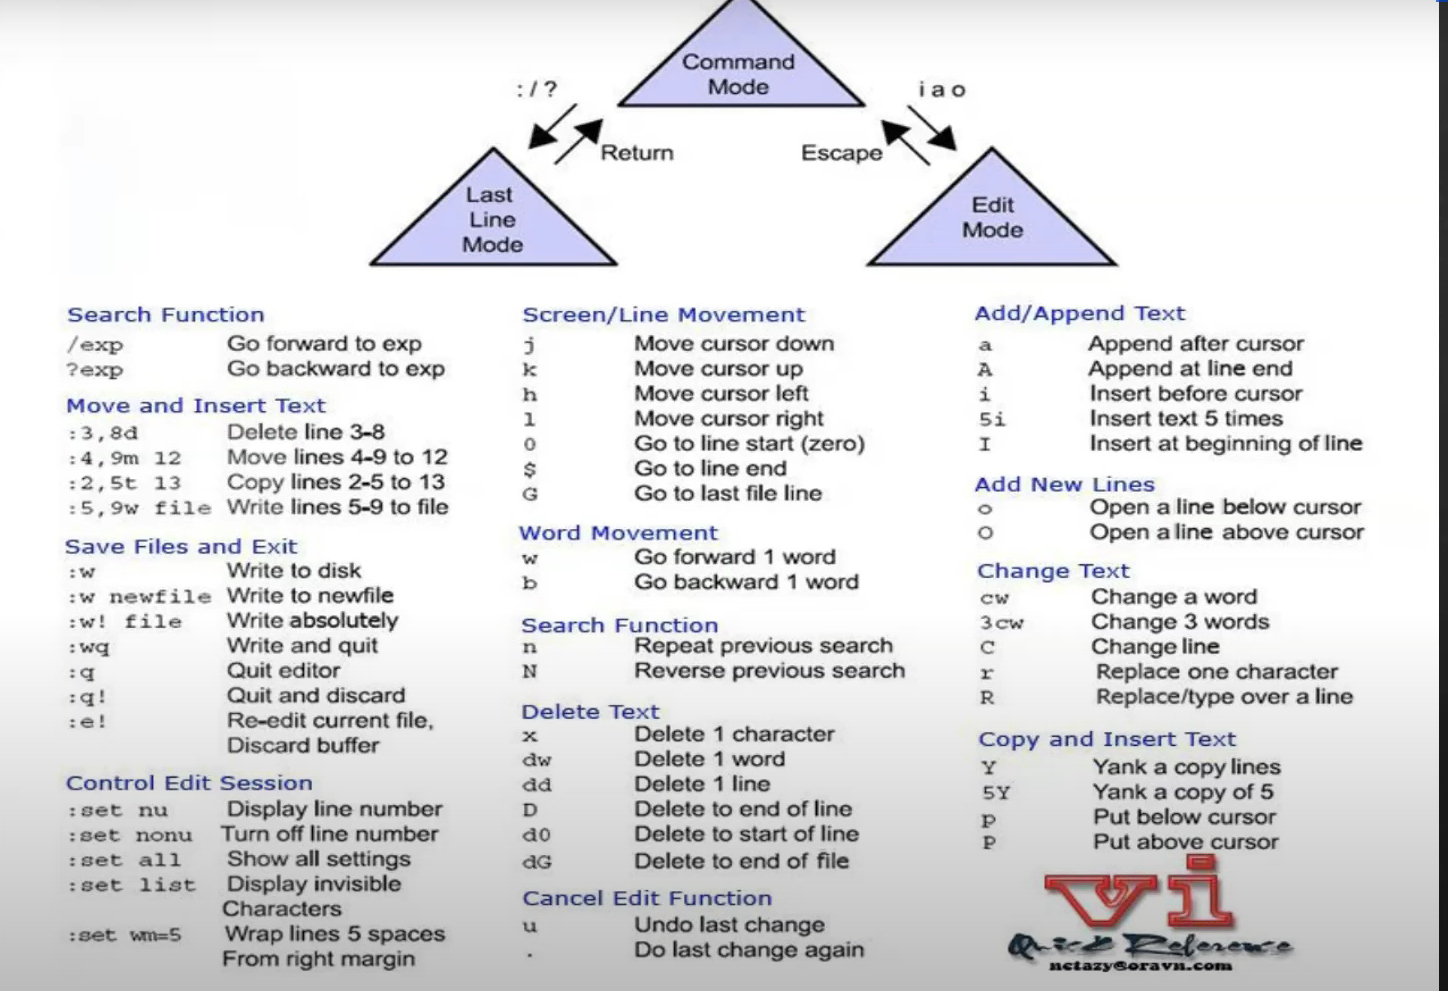 Command
Mode
:/?
i a o
Return
Escape
Last
Line
Mode
Edit
Mode
Search Function
/exp Go forward to exp
?exp Go backward to exp
Move and Insert Text
:3,8d Delete line 3-8
:4,9m 12 Move lines 4-9 to 12
:2,5t 13 Copy lines 2-5 to 13
:5,9w file Write lines 5-9 to file
Save Files and Exit
:w Write to disk
:w newfile Write to newfile
:w! file Write absolutely
:wq Write and quit
:q Quit editor
:q! Quit and discard
:e! Re-edit current file,
Discard buffer
Control Edit Session
:set nu Display line number
:set nonu Turn off line number
:set all Show all settings
:set list Display invisible
Characters
:set wm=5 Wrap lines 5 spaces
From right margin
Screen/Line Movement
j Move cursor down
k Move cursor up
h Move cursor left
l Move cursor right
0 Go to line start (zero)
$ Go to line end
G Go to last file line
Word Movement
w Go forward 1 word
b Go backward 1 word
Search Function
n Repeat previous search
N Reverse previous search
Delete Text
x Delete 1 character
dw Delete 1 word
dd Delete 1 line
D Delete to end of line
d0 Delete to start of line
dG Delete to end of file
Cancel Edit Function
u Undo last change
. Do last change again
Add/Append Text
a Append after cursor
A Append at line end
i Insert before cursor
5i Insert text 5 times
I Insert at beginning of line
Add New Lines
o Open a line below cursor
O Open a line above cursor
Change Text
cw Change a word
3cw Change 3 words
C Change line
r Replace one character
R Replace/type over a line
Copy and Insert Text
Y Yank a copy lines
5Y Yank a copy of 5
p Put below cursor
P Put above cursor
vi
Quick Reference
netazy@oravn.com